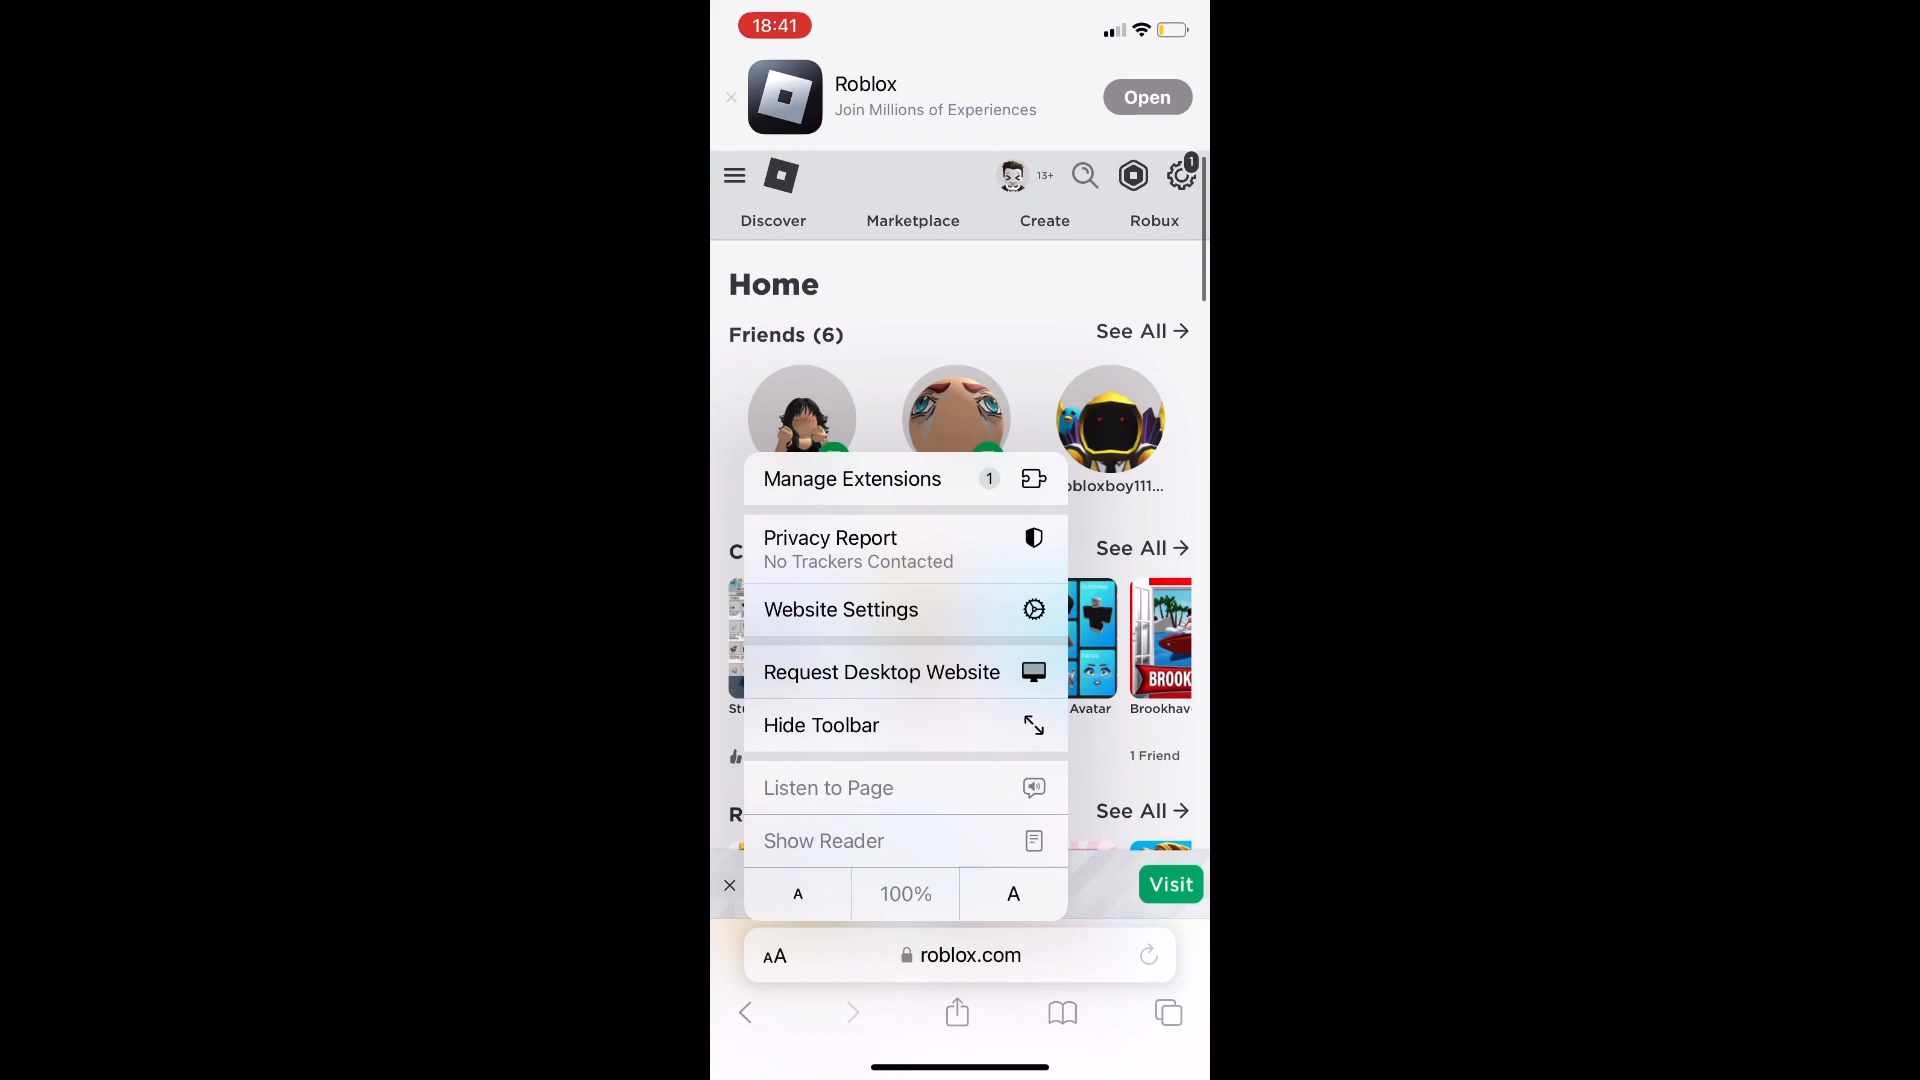 18:41
Roblox
Join Millions of Experiences
Open
13+
1
Discover Marketplace Create Robux
Home
Friends (6) See All
Manage Extensions 1
obloxboy111...
Privacy Report
No Trackers Contacted
C See All
Website Settings
BROOK
Request Desktop Website
Avatar Brookhav
Hide Toolbar
1 Friend
Listen to Page
R See All
Show Reader
A 100% A
Visit
AA roblox.com